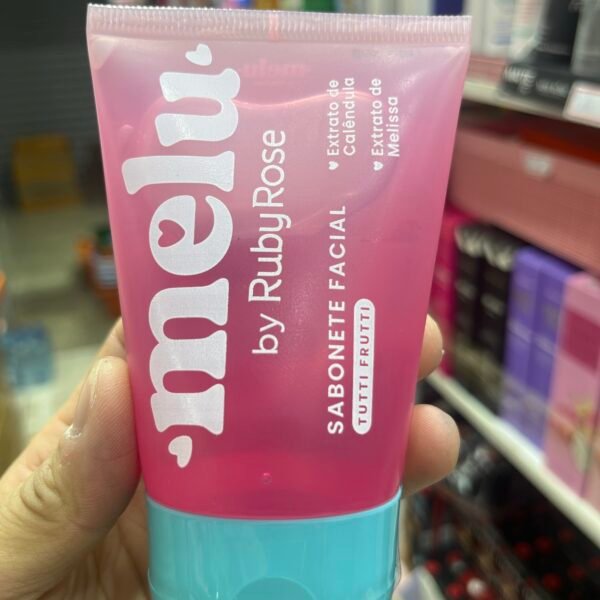 melu
by RubyRose
SABONETE FACIAL
TUTTI FRUTTI
Extrato de
Calêndula
Extrato de
Melissa